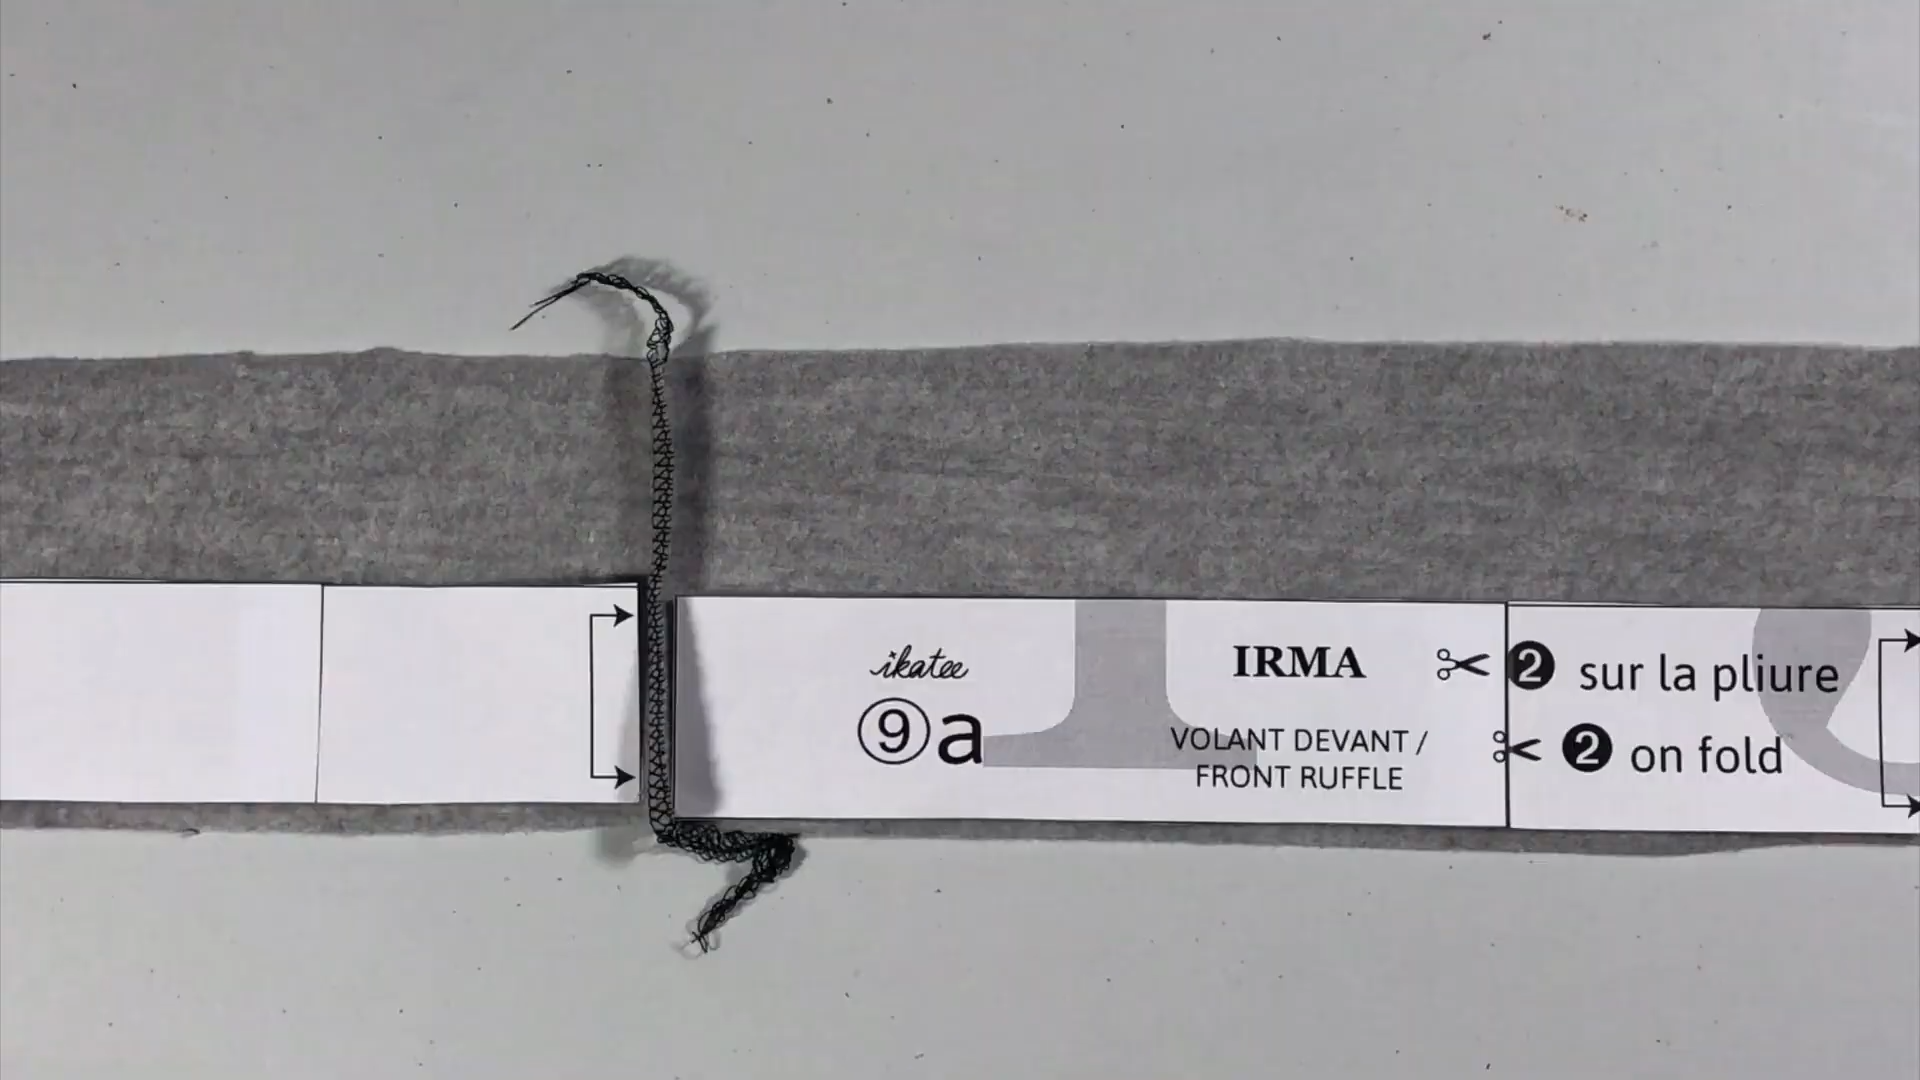 ikatee
9a
IRMA
VOLANT DEVANT /
FRONT RUFFLE
2 sur la pliure
2 on fold